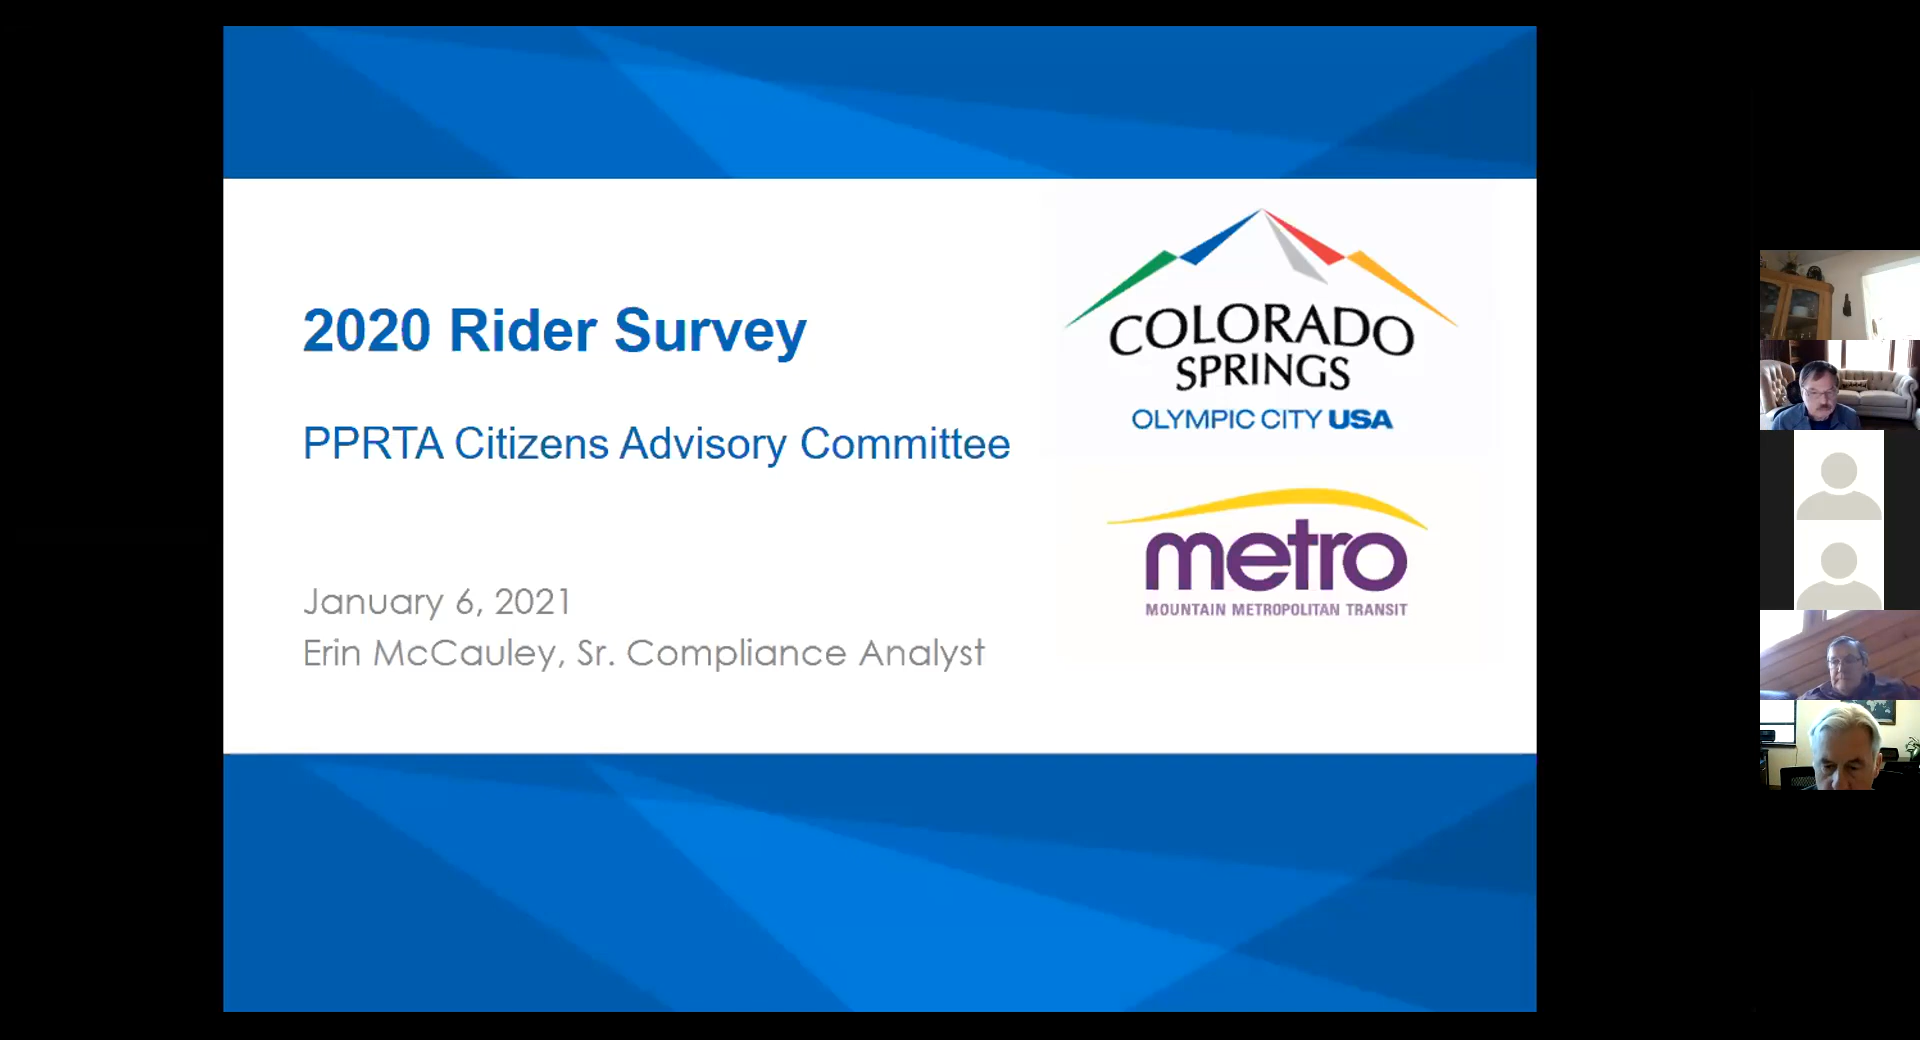 2020 Rider Survey
PPRTA Citizens Advisory Committee
January 6, 2021
Erin McCauley, Sr. Compliance Analyst
COLORADO
SPRINGS
OLYMPIC CITY USA
metro
MOUNTAIN METROPOLITAN TRANSIT